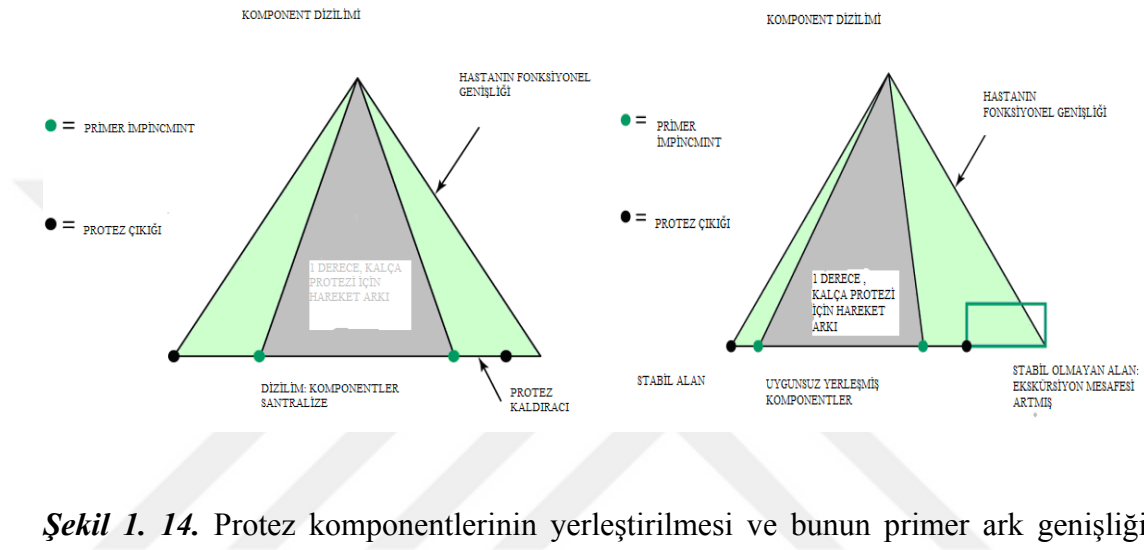 KOMPONENT DİZİLİMİ
HASTANIN FONKSİYONEL
GENİŞLİĞİ
= PRİMER İMPİNCMINT
= PROTEZ ÇIKIĞI
1 DERECE, KALÇA
PROTEZİ İÇİN
HAREKET ARKI
DİZİLİM: KOMPONENTLER
SANTRALİZE
PROTEZ
KALDIRACI
KOMPONENT DİZİLİMİ
HASTANIN
FONKSİYONEL GENİŞLİĞİ
= PRİMER
İMPİNCMINT
= PROTEZ ÇIKIĞI
1 DERECE ,
KALÇA PROTEZİ
İÇİN HAREKET
ARKI
STABİL ALAN
UYGUNSUZ YERLEŞMİŞ
KOMPONENTLER
STABİL OLMAYAN ALAN:
EKSKÜRSİYON MESAFESİ
ARTMIŞ
Şekil 1. 14. Protez komponentlerinin yerleştirilmesi ve bunun primer ark genişliği